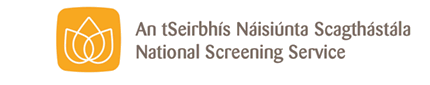 An tSeirbhís Náisiúnta Scagthástála
National Screening Service